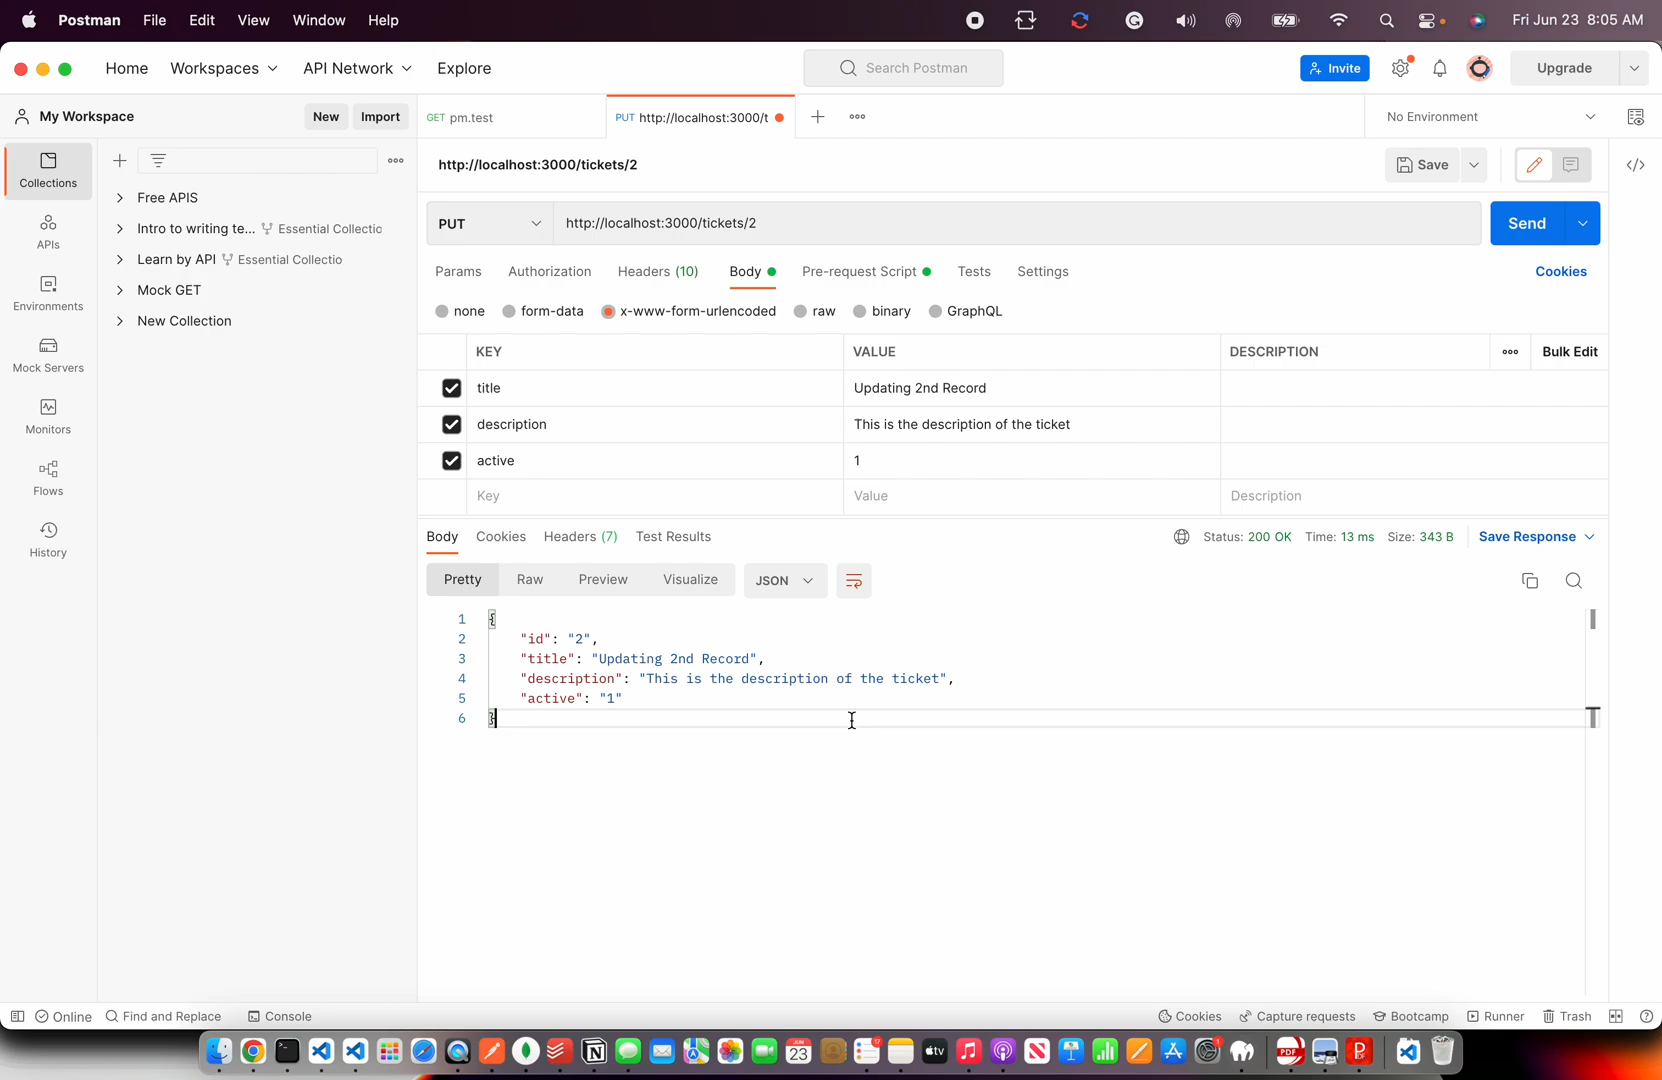 Postman File Edit View Window Help Fri Jun 23 8:05 AM
Home Workspaces API Network Explore Search Postman Invite Upgrade
My Workspace New Import GET pm.test PUT http://localhost:3000/t No Environment
Collections
APIs
Environments
Mock Servers
Monitors
Flows
History
Free APIS
Intro to writing te... Essential Collectio
Learn by API Essential Collectio
Mock GET
New Collection
http://localhost:3000/tickets/2 Save
PUT http://localhost:3000/tickets/2 Send
Params Authorization Headers (10) Body Pre-request Script Tests Settings Cookies
none form-data x-www-form-urlencoded raw binary GraphQL
KEY VALUE DESCRIPTION Bulk Edit
title Updating 2nd Record
description This is the description of the ticket
active 1
Key Value Description
Body Cookies Headers (7) Test Results Status: 200 OK Time: 13 ms Size: 343 B Save Response
Pretty Raw Preview Visualize JSON
1 {
2 "id": "2",
3 "title": "Updating 2nd Record",
4 "description": "This is the description of the ticket",
5 "active": "1"
6 }
Online Find and Replace Console Cookies Capture requests Bootcamp Runner Trash
JUN
23
17
tv
PDF